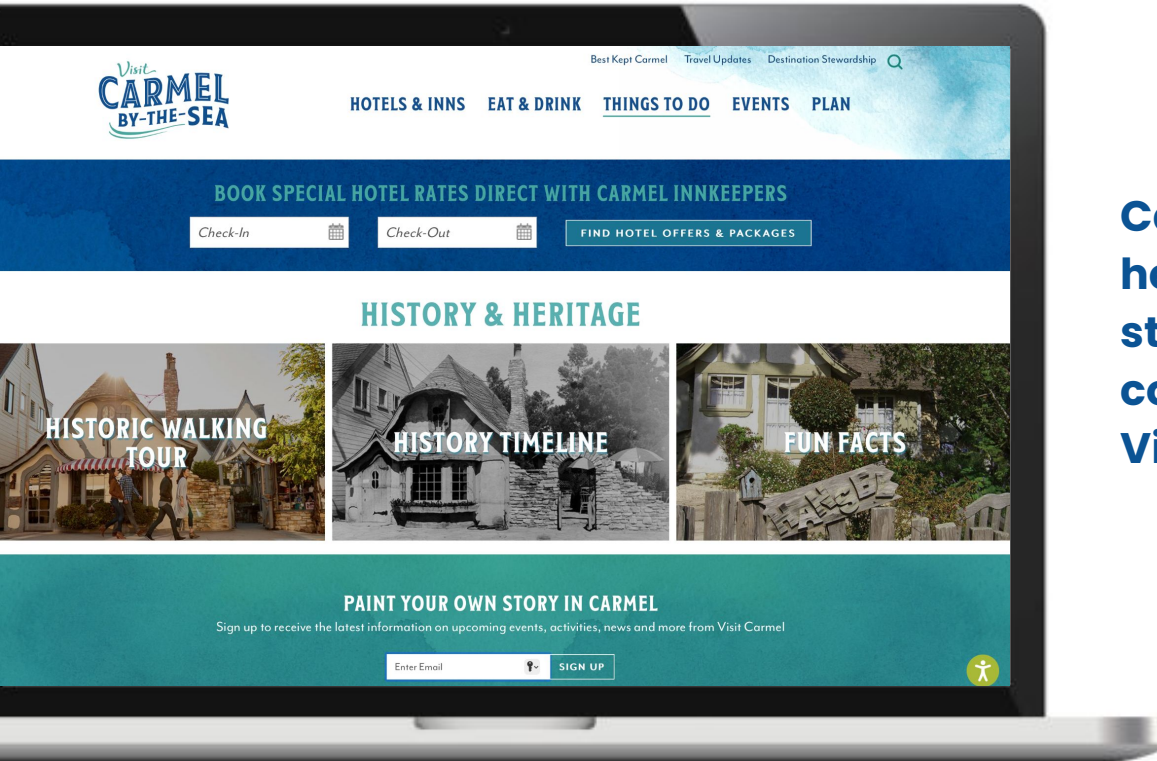 Visit
CARMEL
BY-THE-SEA
Best Kept Carmel Travel Updates Destination Stewardship
HOTELS & INNS EAT & DRINK THINGS TO DO EVENTS PLAN
BOOK SPECIAL HOTEL RATES DIRECT WITH CARMEL INNKEEPERS
Check-In Check-Out FIND HOTEL OFFERS & PACKAGES
HISTORY & HERITAGE
HISTORIC WALKING
TOUR
HISTORY TIMELINE
FUN FACTS
HANSEL
PAINT YOUR OWN STORY IN CARMEL
Sign up to receive the latest information on upcoming events, activities, news and more from Visit Carmel
Enter Email SIGN UP